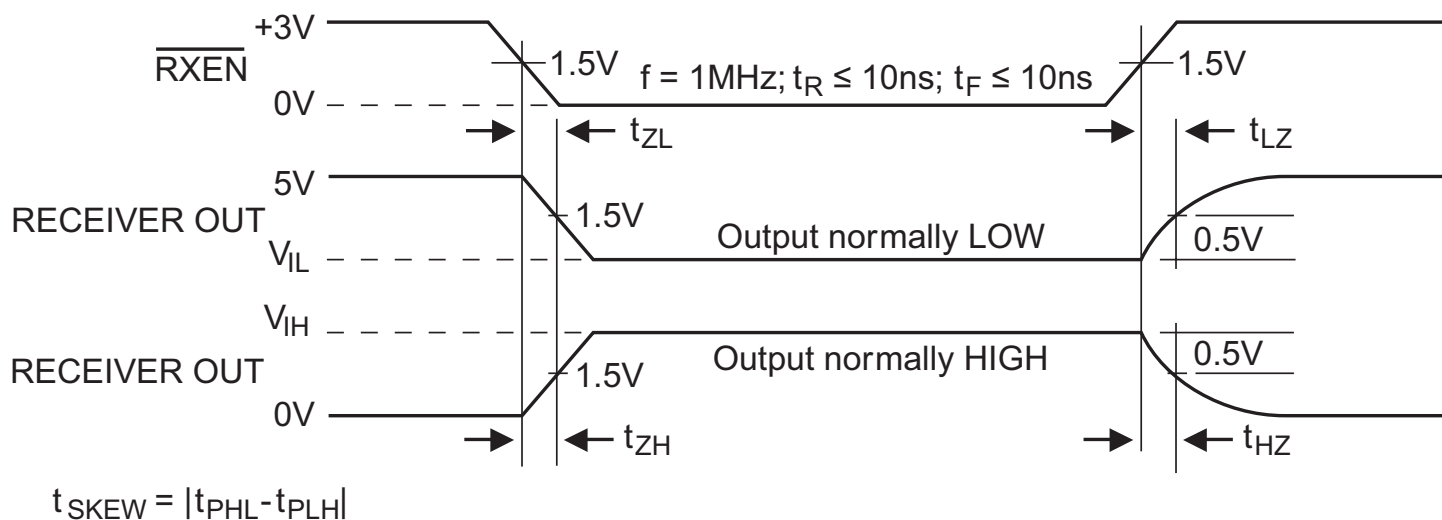 +3V
RXEN
1.5V
f = 1MHz; tR ≤ 10ns; tF ≤ 10ns
1.5V
0V
tZL
tLZ
5V
RECEIVER OUT
1.5V
Output normally LOW
0.5V
VIL
VIH
RECEIVER OUT
1.5V
Output normally HIGH
0.5V
0V
tZH
tHZ
tSKEW = |tPHL-tPLH|